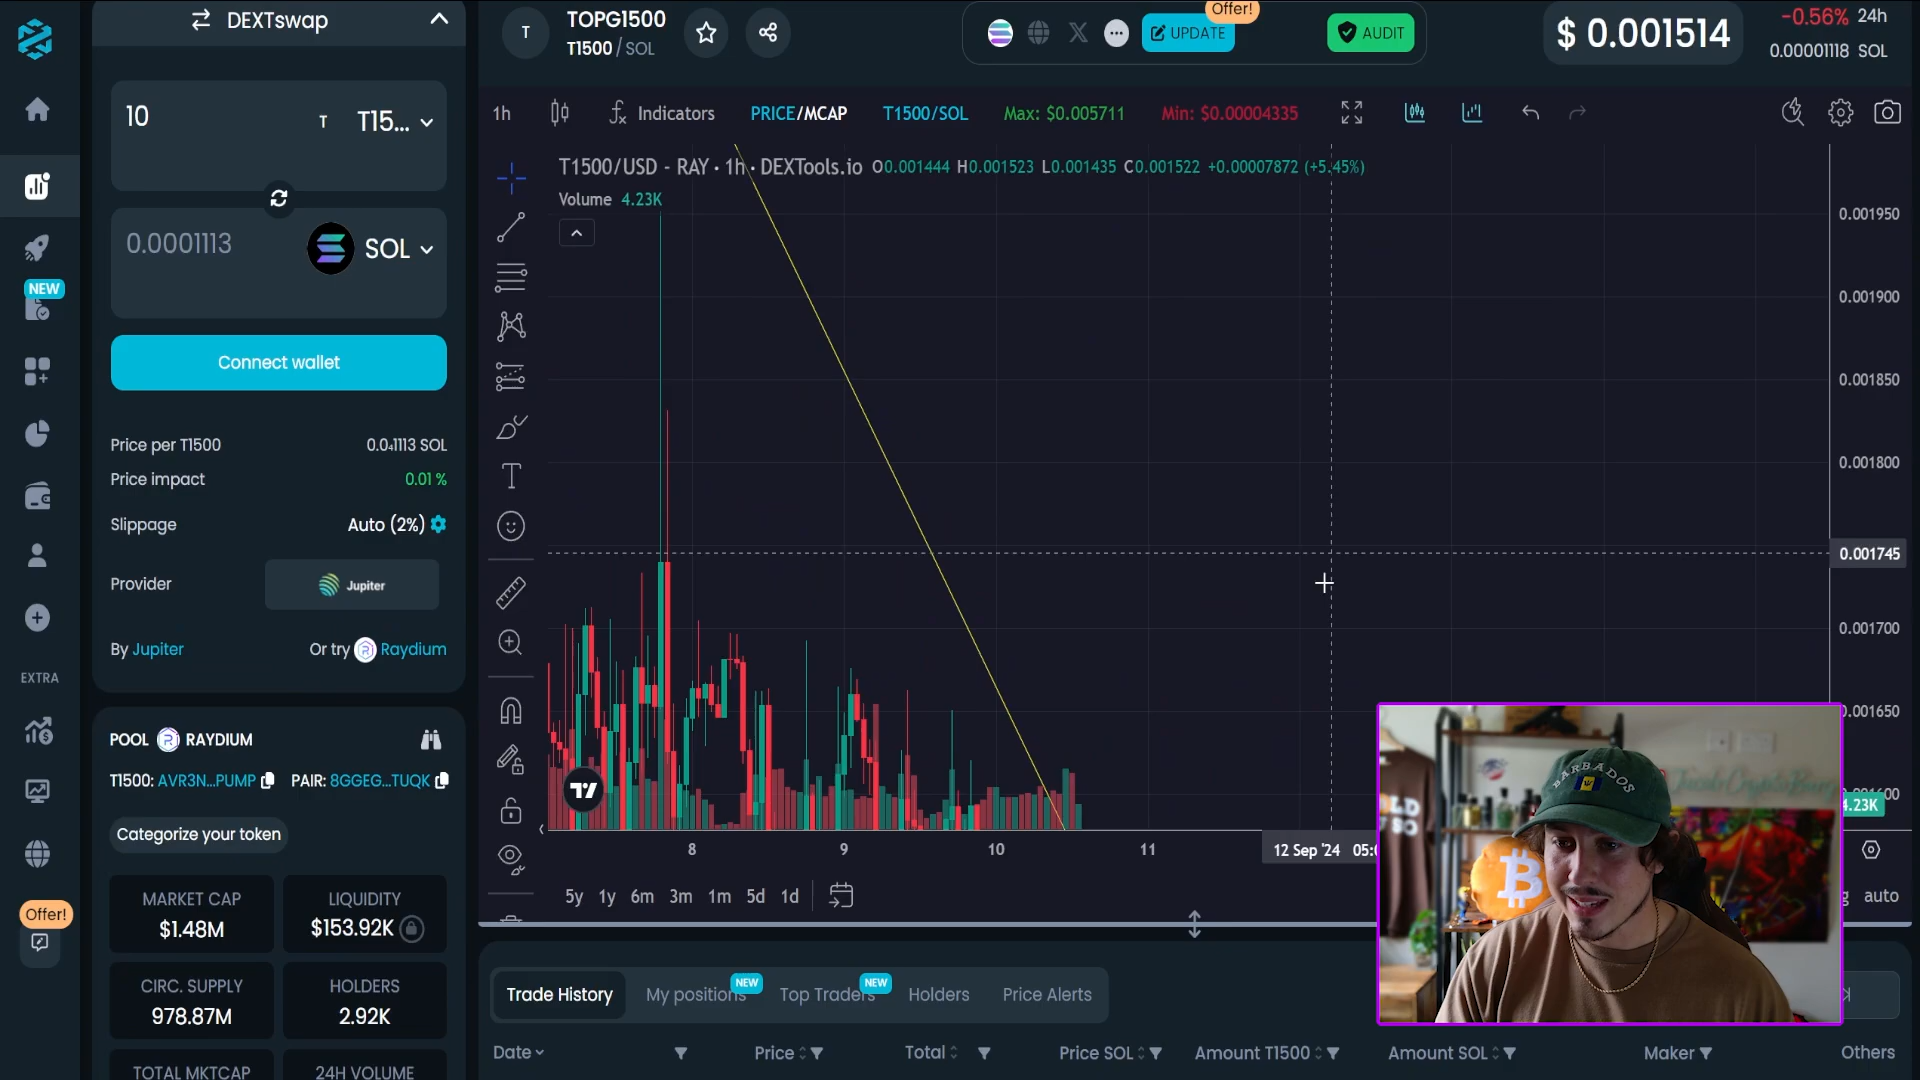 DEXTswap
10
T
T15...
0.0001113
SOL
Connect wallet
Price per T1500
0.0₄1113 SOL
Price impact
0.01 %
Slippage
Auto (2%)
Provider
Jupiter
By Jupiter
Or try Raydium
NEW
EXTRA
Offer!
POOL RAYDIUM
T1500: AVR3N...PUMP PAIR: 8GGEG...TUQK
Categorize your token
MARKET CAP
$1.48M
LIQUIDITY
$153.92K
CIRC. SUPPLY
978.87M
HOLDERS
2.92K
TOTAL MKTCAP
24H VOLUME
T
TOPG1500
T1500 / SOL
Offer!
UPDATE
AUDIT
$ 0.001514
-0.56% 24h
0.00001118 SOL
1h
Indicators
PRICE/MCAP
T1500/SOL
Max: $0.005711
Min: $0.00004335
T1500/USD - RAY · 1h · DEXTools.io O0.001444 H0.001523 L0.001435 C0.001522 +0.00007872 (+5.45%)
Volume 4.23K
0.001950
0.001900
0.001850
0.001800
0.001745
0.001700
0.001650
4.23K
8 9 10 11
12 Sep '24
5y 1y 6m 3m 1m 5d 1d
auto
BARBADOS
Trade History
My positions
NEW
Top Traders
NEW
Holders
Price Alerts
Date
Price
Total
Price SOL
Amount T1500
Amount SOL
Maker
Others